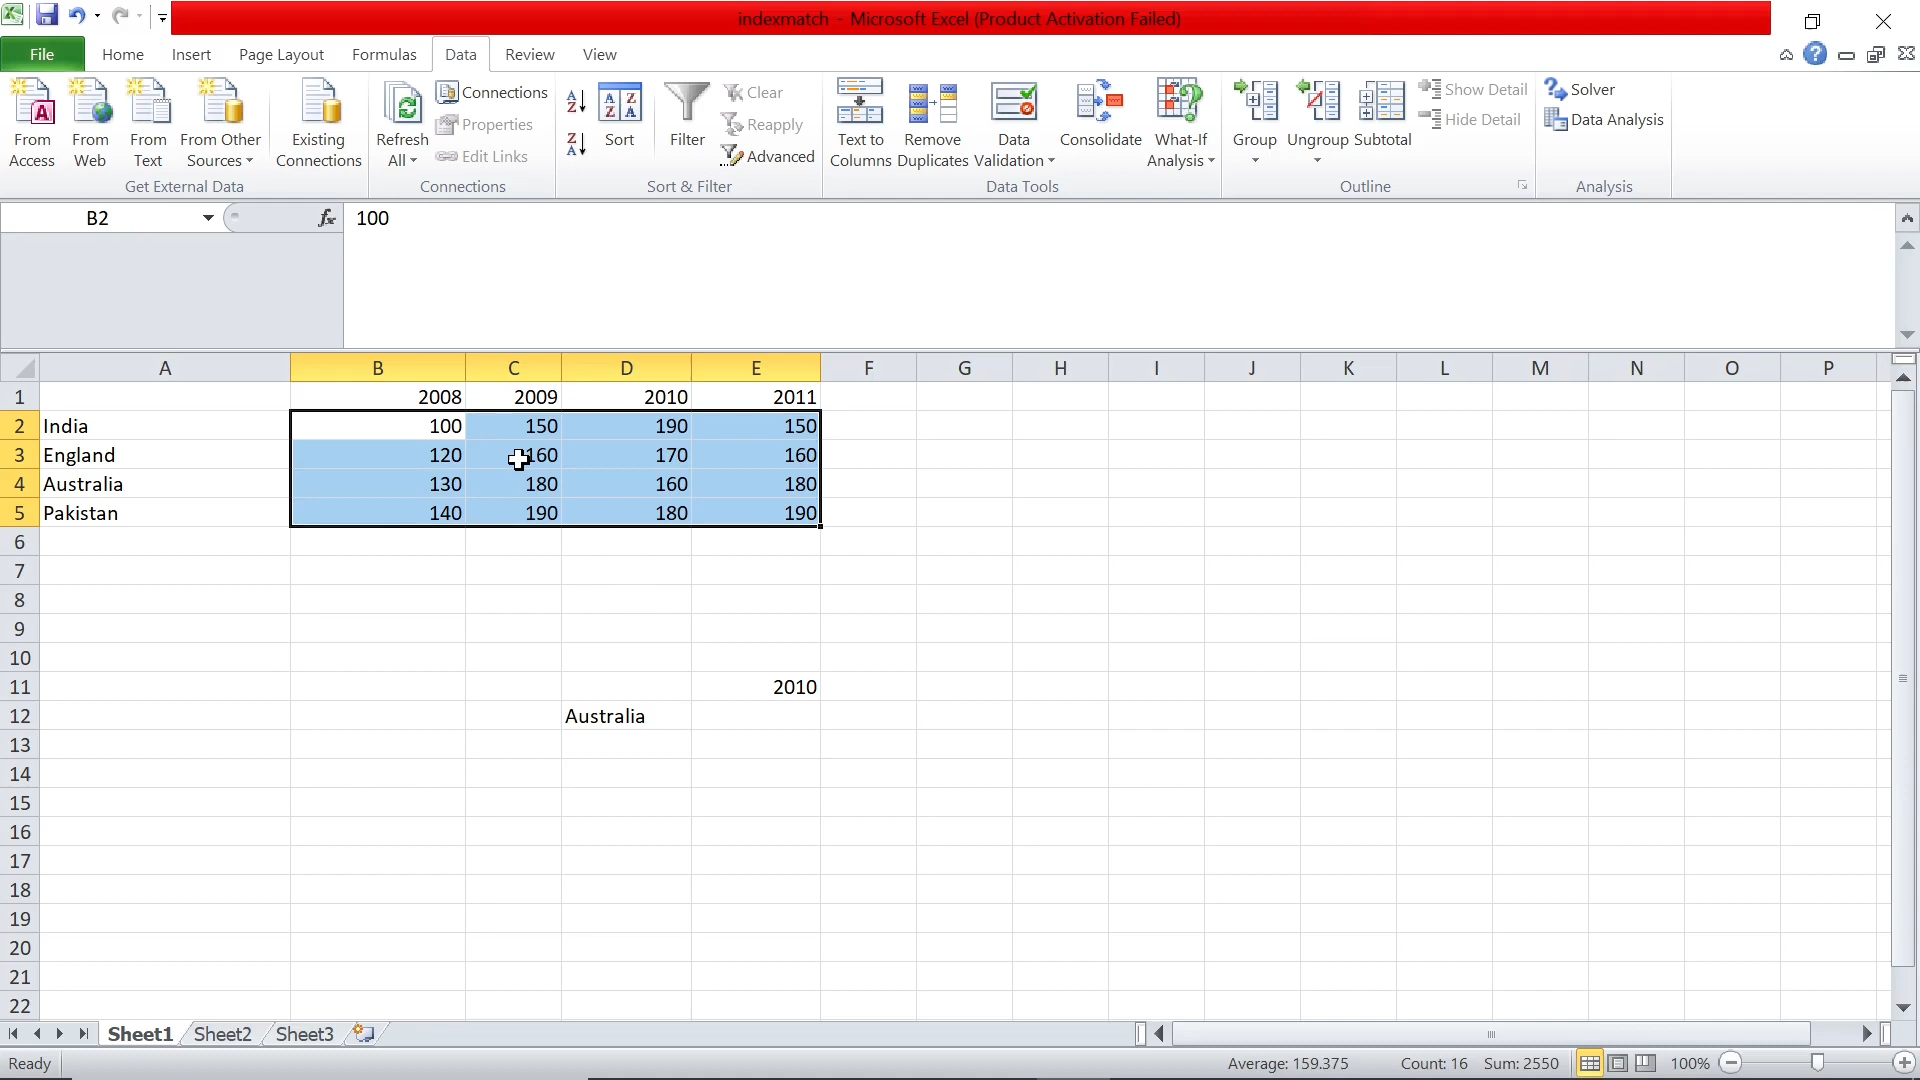 indexmatch - Microsoft Excel (Product Activation Failed)
File Home Insert Page Layout Formulas Data Review View
From Access
From Web
From Text
From Other Sources
Existing Connections
Get External Data
Refresh All
Connections
Properties
Edit Links
Connections
Sort
Filter
Clear
Reapply
Advanced
Sort & Filter
Text to Columns
Remove Duplicates
Data Validation
Consolidate
What-If Analysis
Data Tools
Group
Ungroup
Subtotal
Show Detail
Hide Detail
Outline
Solver
Data Analysis
Analysis
B2 fx 100
A B C D E F G H I J K L M N O P
1 2008 2009 2010 2011
2 India 100 150 190 150
3 England 120 160 170 160
4 Australia 130 180 160 180
5 Pakistan 140 190 180 190
6
7
8
9
10
11 2010
12 Australia
13
14
15
16
17
18
19
20
21
22
Sheet1 Sheet2 Sheet3
Ready Average: 159.375 Count: 16 Sum: 2550 100%